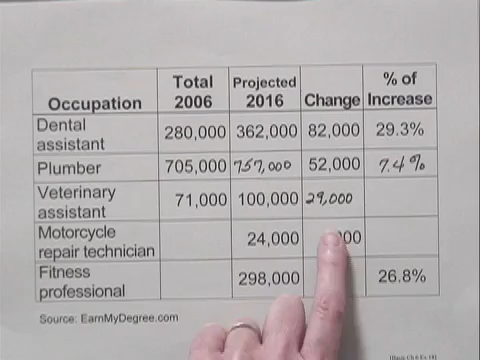 Occupation Total 2006 Projected 2016 Change % of Increase
Dental assistant 280,000 362,000 82,000 29.3%
Plumber 705,000 757,000 52,000 7.4%
Veterinary assistant 71,000 100,000 29,000
Motorcycle repair technician 24,000 000
Fitness professional 298,000 26.8%
Source: EarnMyDegree.com